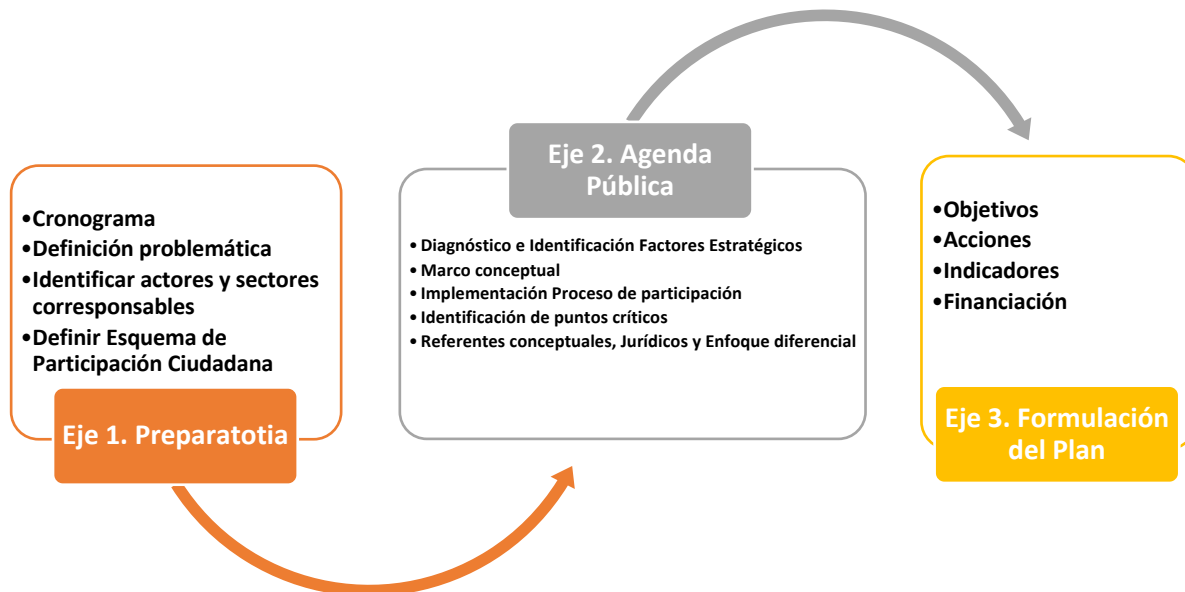 •Cronograma
•Definición problemática
•Identificar actores y sectores
corresponsables
•Definir Esquema de
Participación Ciudadana
Eje 1. Preparatotia
Eje 2. Agenda
Pública
• Diagnóstico e Identificación Factores Estratégicos
• Marco conceptual
• Implementación Proceso de participación
• Identificación de puntos críticos
• Referentes conceptuales, Jurídicos y Enfoque diferencial
•Objetivos
•Acciones
•Indicadores
•Financiación
Eje 3. Formulación
del Plan